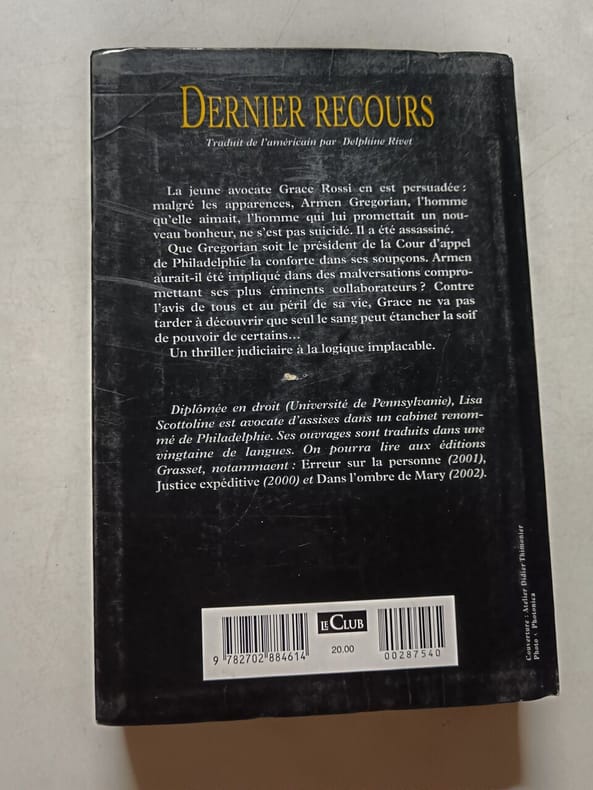 DERNIER RECOURS
Traduit de l'américain par Delphine Rivet
La jeune avocate Grace Rossi en est persuadée :
malgré les apparences, Armen Gregorian, l'homme
qu'elle aimait, l'homme qui lui promettait un nou-
veau bonheur, ne s'est pas suicidé. Il a été assassiné.
Que Gregorian soit le président de la Cour d'appel
de Philadelphie la conforte dans ses soupçons. Armen
aurait-il été impliqué dans des malversations compro-
mettant ses plus éminents collaborateurs ? Contre
l'avis de tous et au péril de sa vie, Grace ne va pas
tarder à découvrir que seul le sang peut étancher la soif
de pouvoir de certains...
Un thriller judiciaire à la logique implacable.
Diplômée en droit (Université de Pennsylvanie), Lisa
Scottoline est avocate d'assises dans un cabinet renom-
mé de Philadelphie. Ses ouvrages sont traduits dans une
vingtaine de langues. On pourra lire aux éditions
Grasset, notammaent : Erreur sur la personne (2001),
Justice expéditive (2000) et Dans l'ombre de Mary (2002).
Couverture : Atelier Didier Thimonier
Photo : Photonica
LE CLUB
20.00
9 782702 884614
00287540